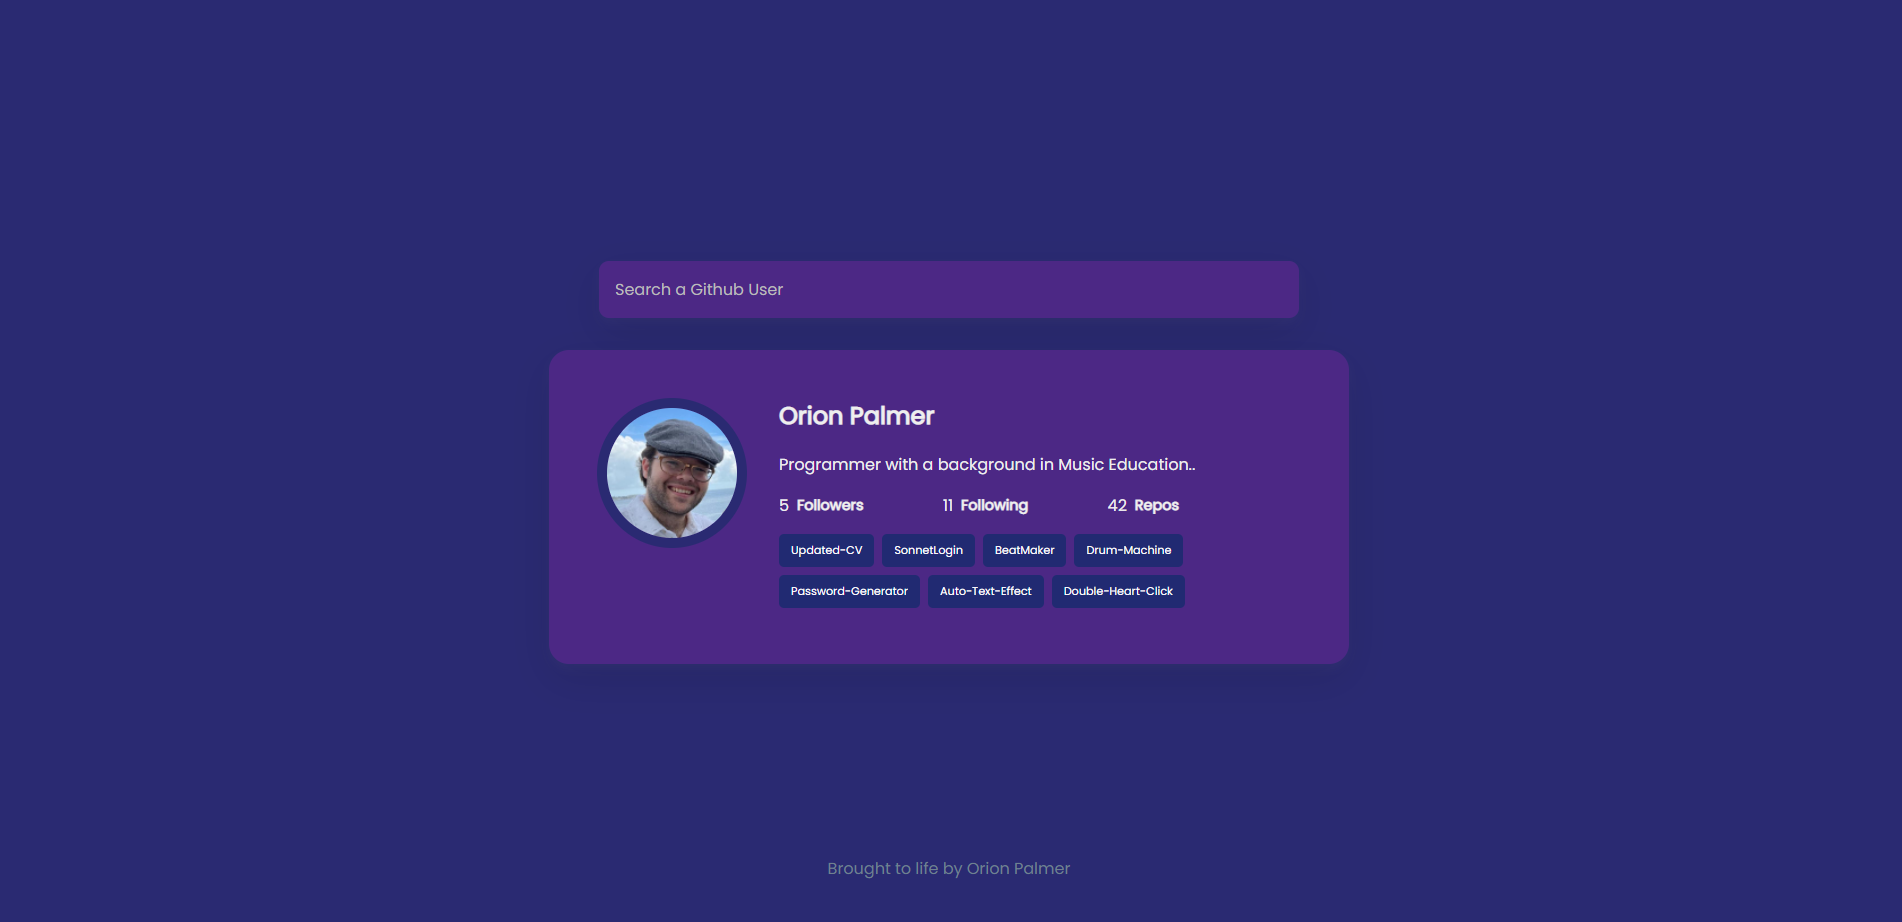 Search a Github User
Orion Palmer
Programmer with a background in Music Education..
5 Followers 11 Following 42 Repos
Updated-CV SonnetLogin BeatMaker Drum-Machine
Password-Generator Auto-Text-Effect Double-Heart-Click
Brought to life by Orion Palmer